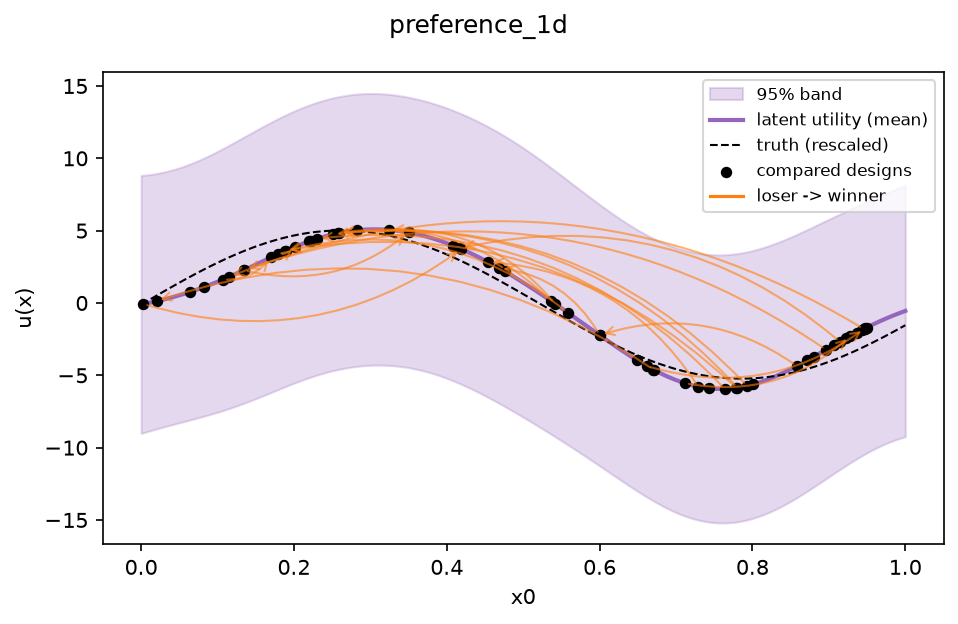 preference_1d
15
10
5
0
−5
−10
−15
u(x)
95% band
latent utility (mean)
truth (rescaled)
compared designs
loser -> winner
0.0
0.2
0.4
0.6
0.8
1.0
x0